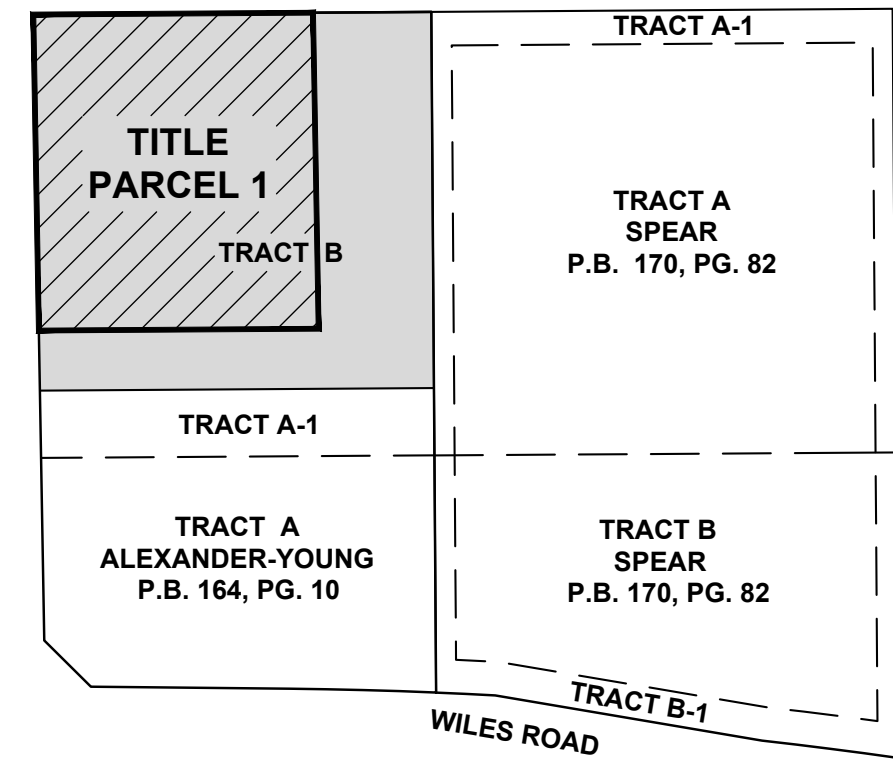 TRACT A-1
TITLE
PARCEL 1
TRACT B
TRACT A
SPEAR
P.B. 170, PG. 82
TRACT A-1
TRACT A
ALEXANDER-YOUNG
P.B. 164, PG. 10
TRACT B
SPEAR
P.B. 170, PG. 82
TRACT B-1
WILES ROAD